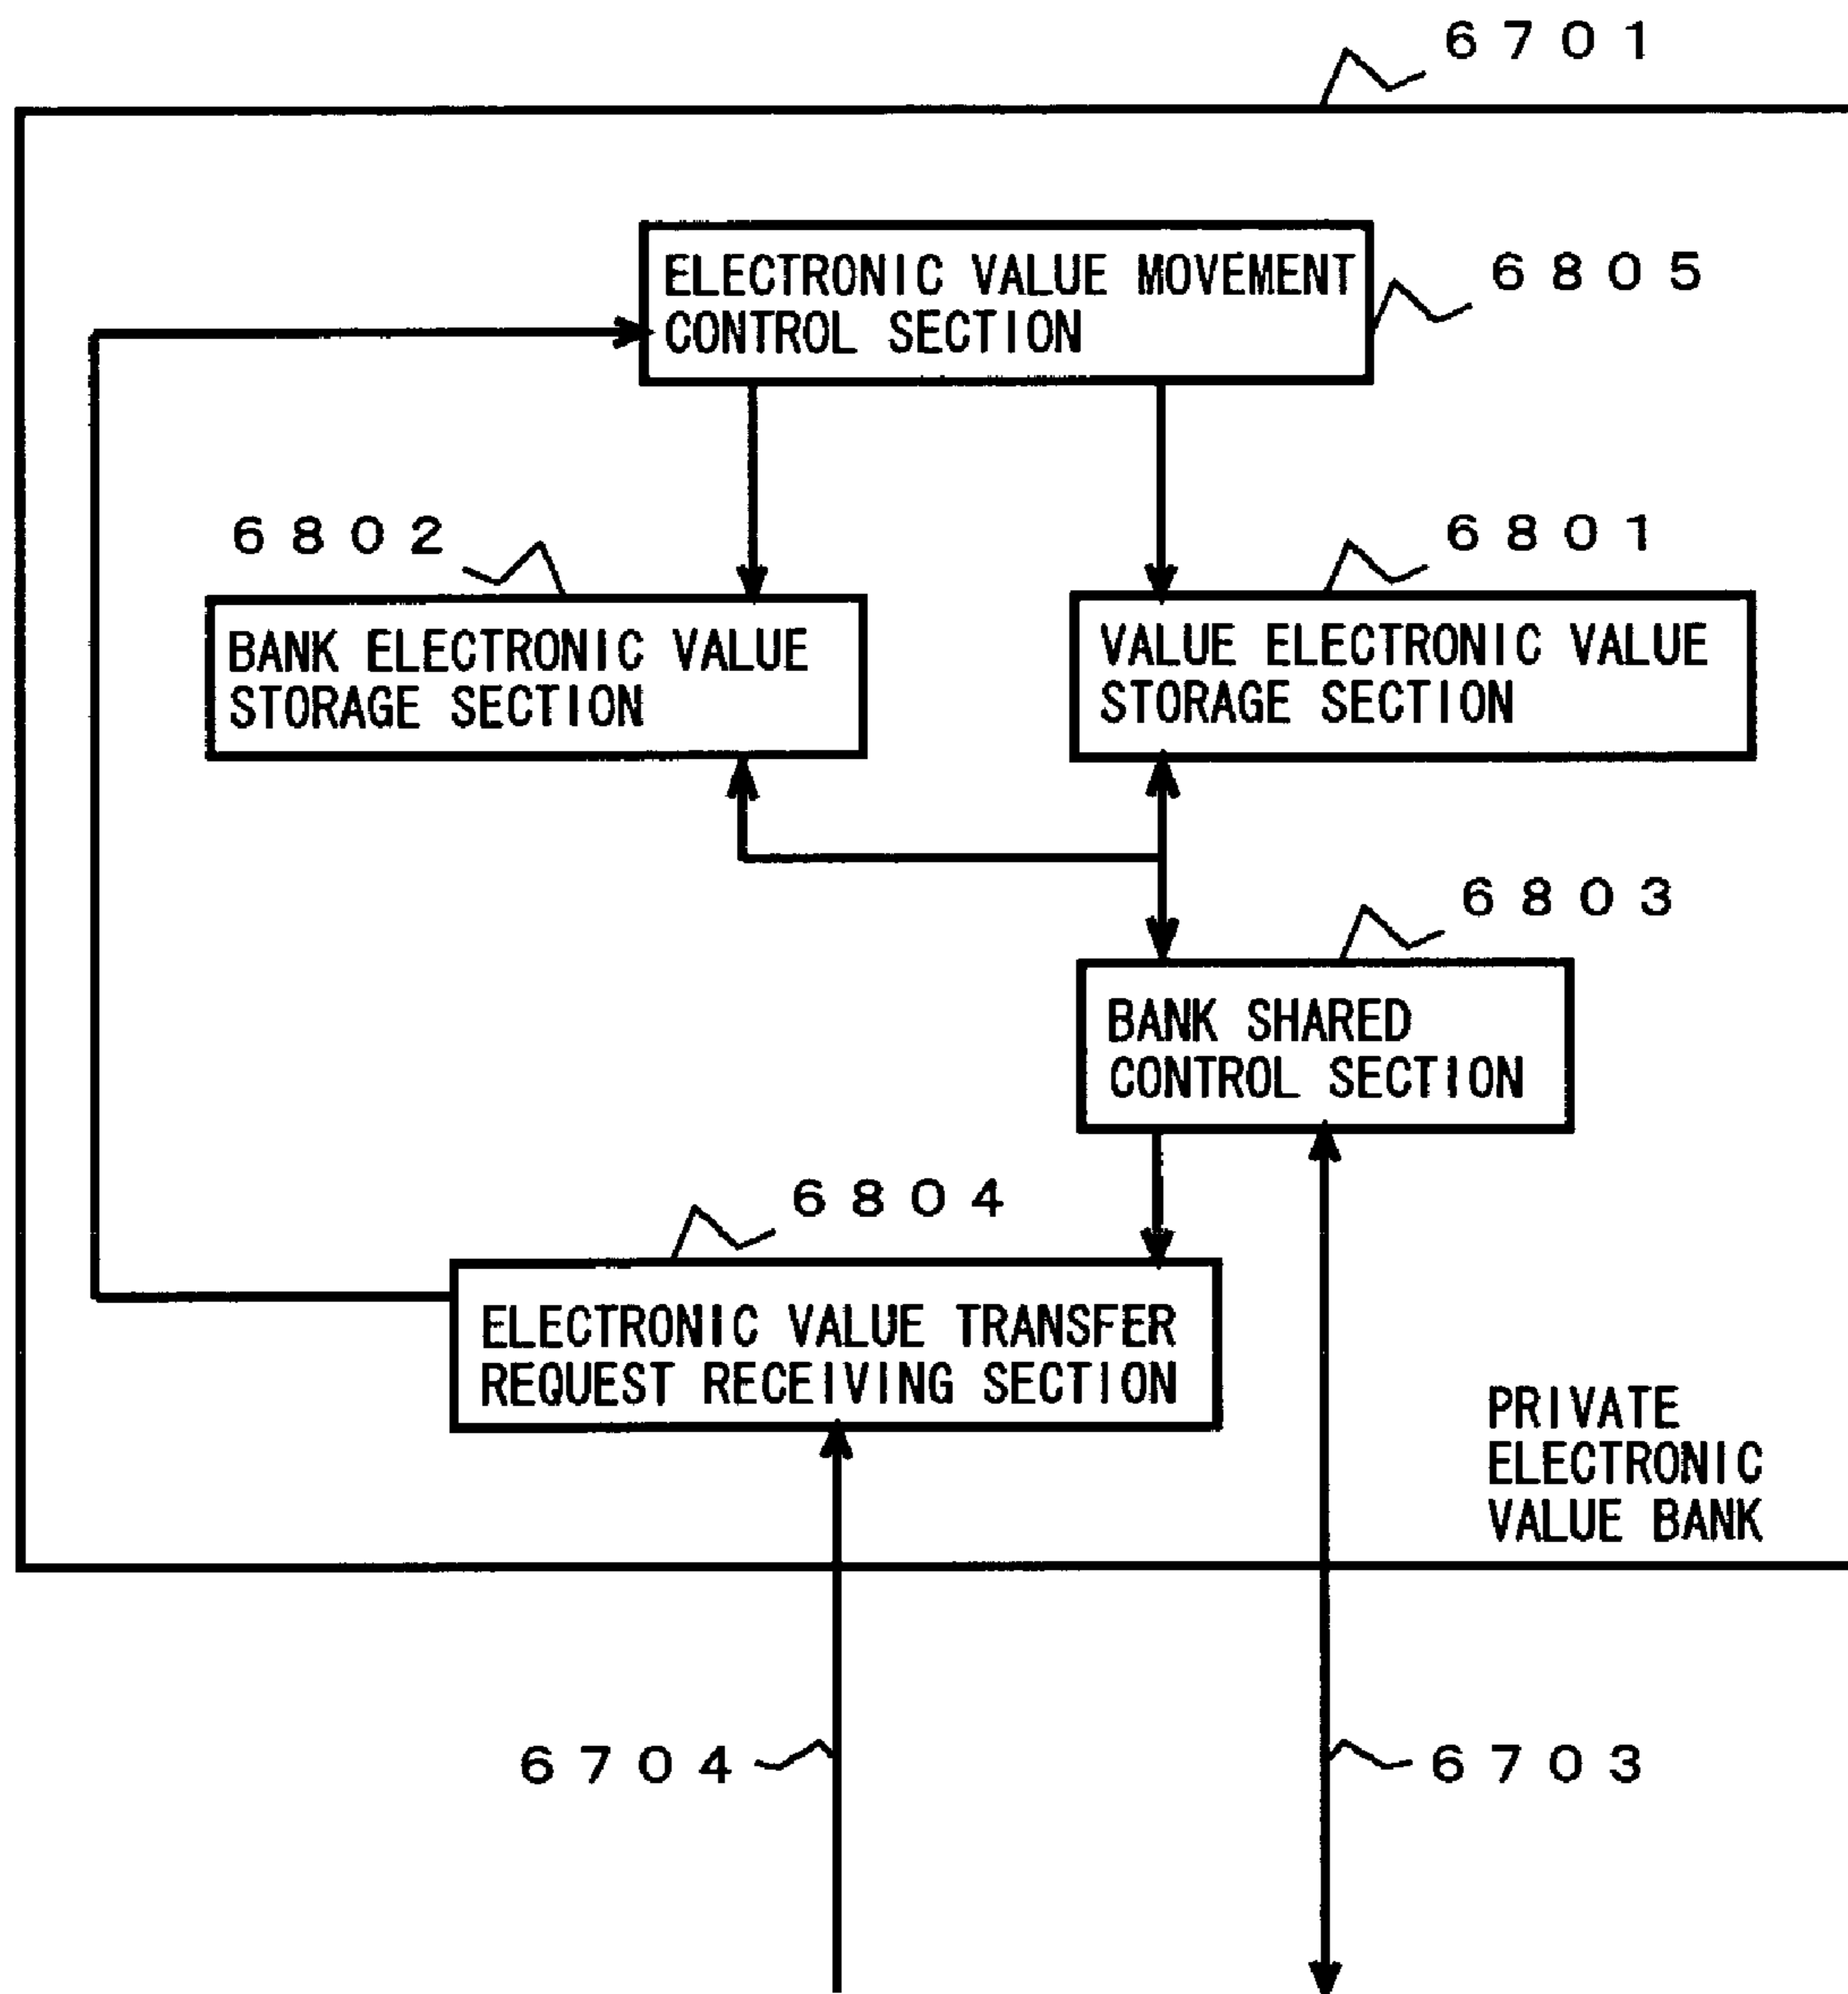 6701
ELECTRONIC VALUE MOVEMENT
CONTROL SECTION
6805
6802
6801
BANK ELECTRONIC VALUE
STORAGE SECTION
VALUE ELECTRONIC VALUE
STORAGE SECTION
6803
BANK SHARED
CONTROL SECTION
6804
ELECTRONIC VALUE TRANSFER
REQUEST RECEIVING SECTION
PRIVATE
ELECTRONIC
VALUE BANK
6704
6703